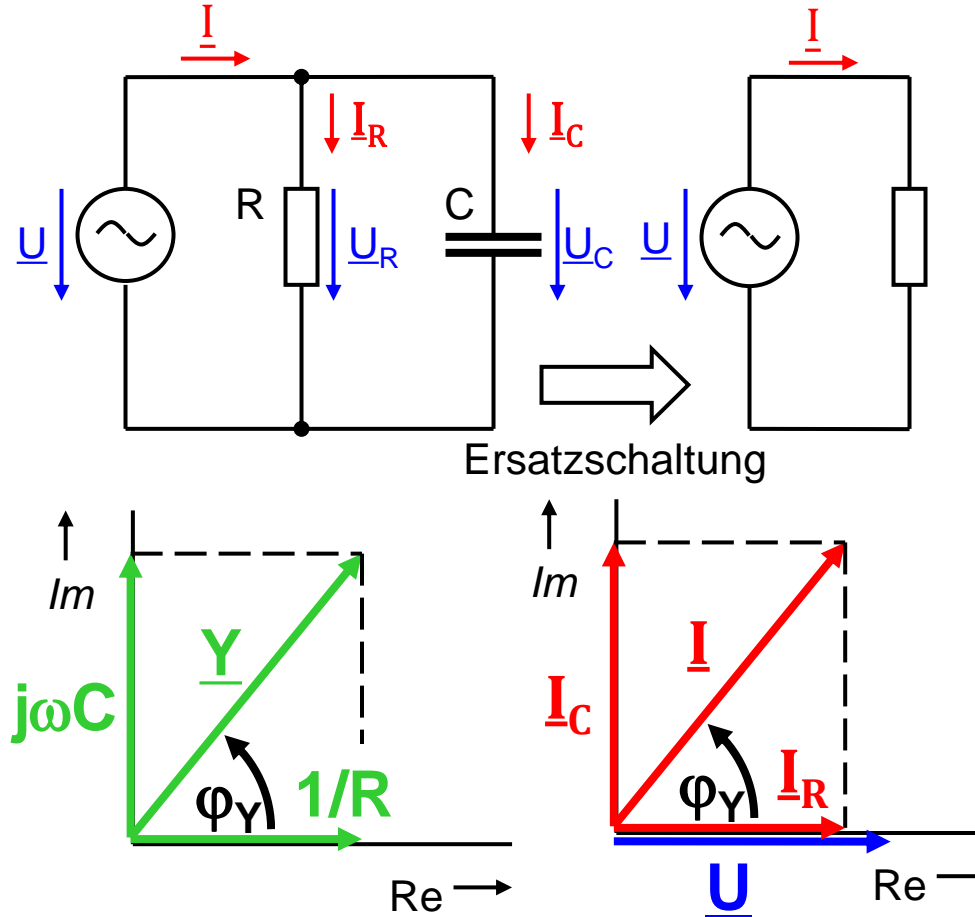 I I
I_R I_C
U R U_R C U_C U
Ersatzschaltung
Im Im
Y I
jωC I_C
φ_Y 1/R φ_Y I_R
Re U Re